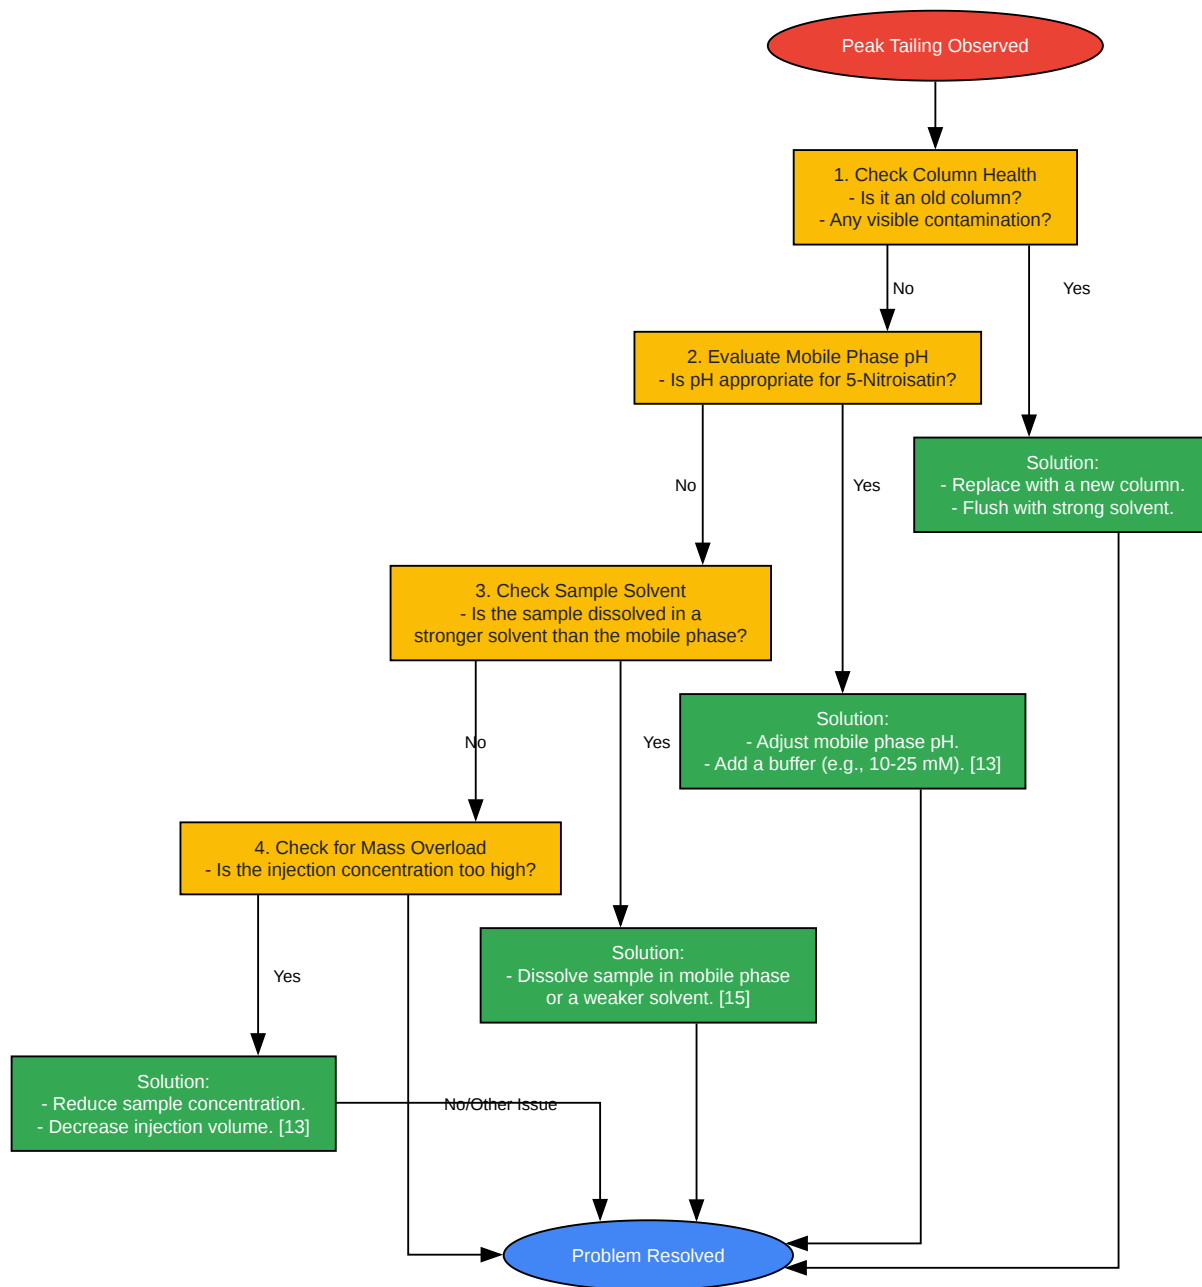 Peak Tailing Observed
1. Check Column Health
- Is it an old column?
- Any visible contamination?
No
Yes
2. Evaluate Mobile Phase pH
- Is pH appropriate for 5-Nitroisatin?
Solution:
- Replace with a new column.
- Flush with strong solvent.
No
Yes
3. Check Sample Solvent
- Is the sample dissolved in a
stronger solvent than the mobile phase?
Solution:
- Adjust mobile phase pH.
- Add a buffer (e.g., 10-25 mM). [13]
No
Yes
4. Check for Mass Overload
- Is the injection concentration too high?
Solution:
- Dissolve sample in mobile phase
or a weaker solvent. [15]
Yes
Solution:
- Reduce sample concentration.
- Decrease injection volume. [13]
No/Other Issue
Problem Resolved